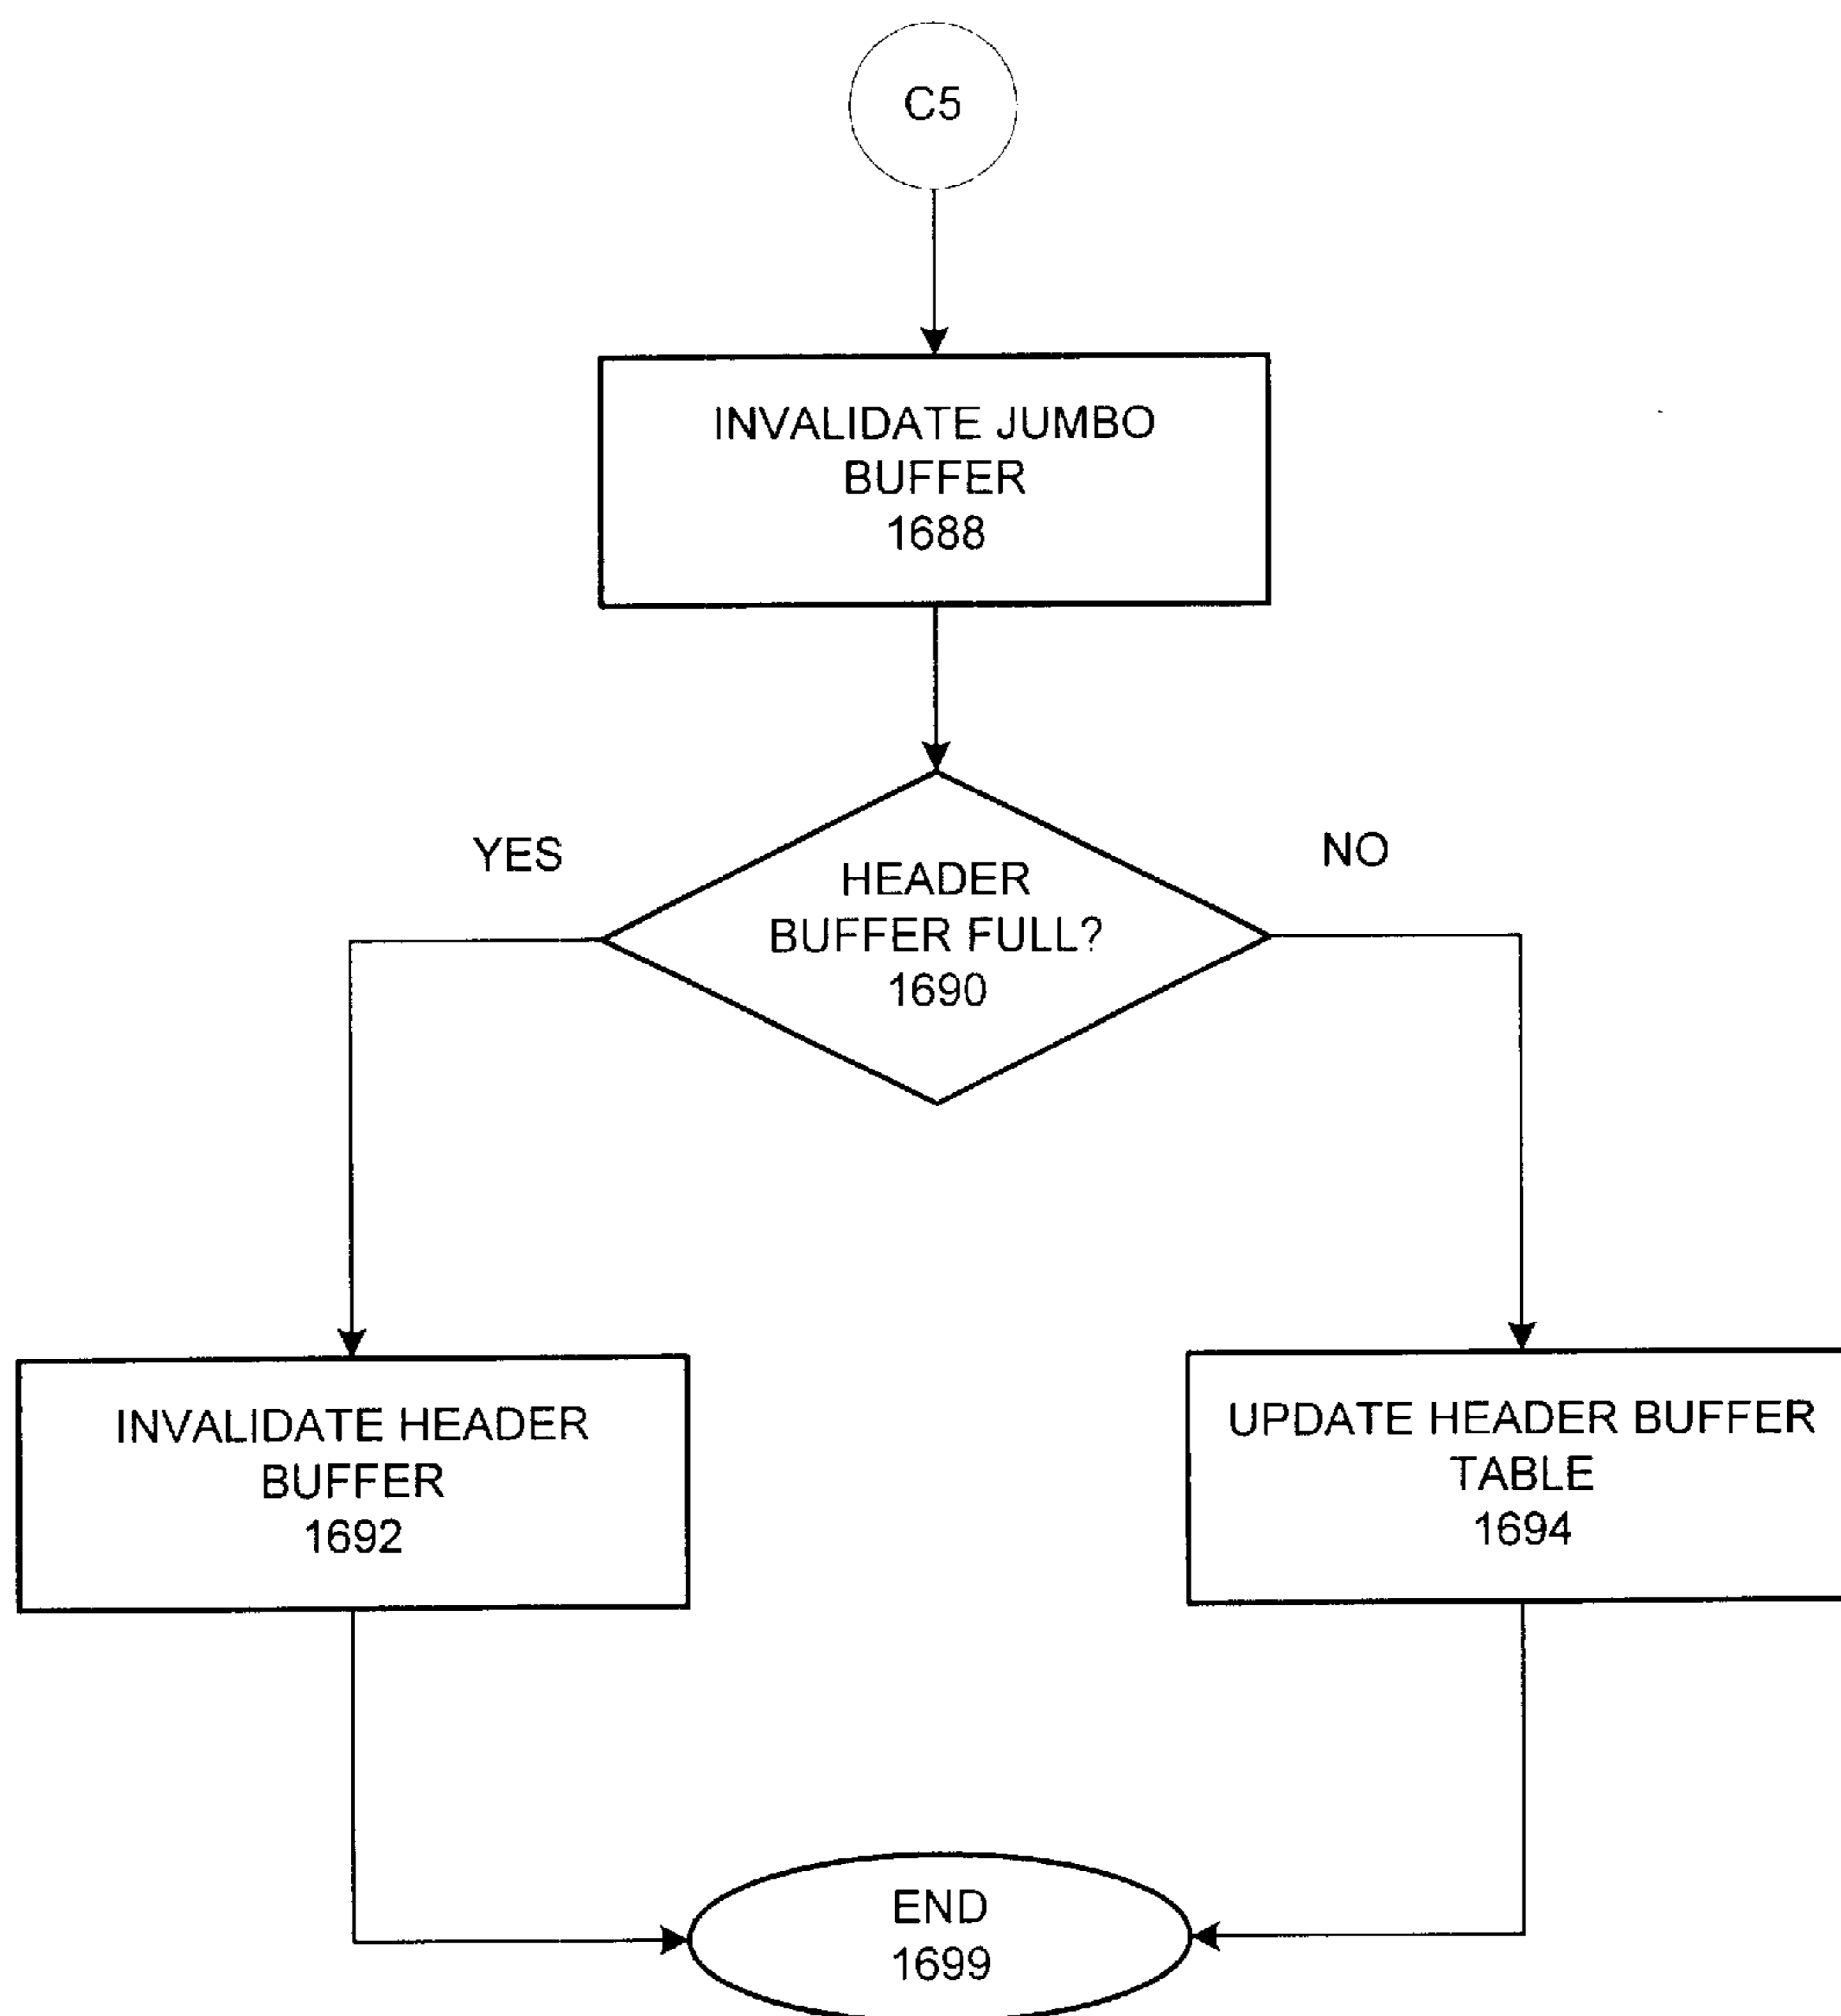 C5
INVALIDATE JUMBO
BUFFER
1688
YES
NO
HEADER
BUFFER FULL?
1690
INVALIDATE HEADER
BUFFER
1692
UPDATE HEADER BUFFER
TABLE
1694
END
1699